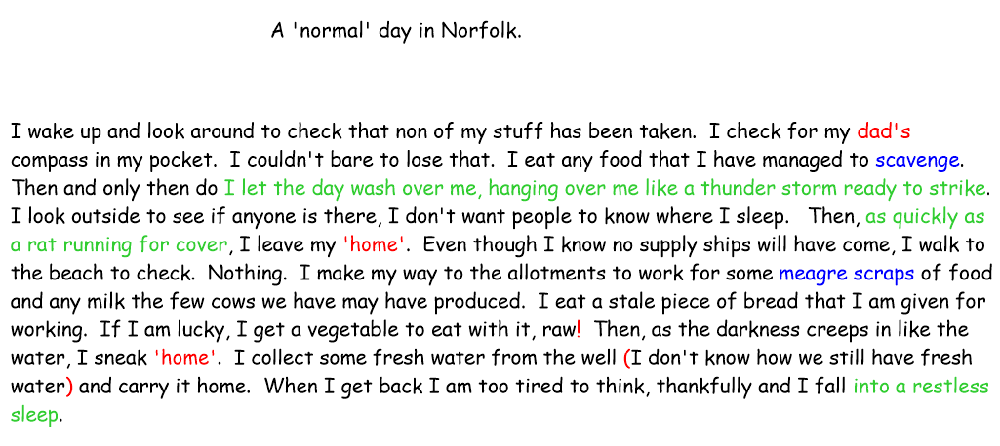 A 'normal' day in Norfolk.
I wake up and look around to check that non of my stuff has been taken.  I check for my dad's
compass in my pocket.  I couldn't bare to lose that.  I eat any food that I have managed to scavenge.
Then and only then do I let the day wash over me, hanging over me like a thunder storm ready to strike.
I look outside to see if anyone is there, I don't want people to know where I sleep.   Then, as quickly as
a rat running for cover, I leave my 'home'.  Even though I know no supply ships will have come, I walk to
the beach to check.  Nothing.  I make my way to the allotments to work for some meagre scraps of food
and any milk the few cows we have may have produced.  I eat a stale piece of bread that I am given for
working.  If I am lucky, I get a vegetable to eat with it, raw!  Then, as the darkness creeps in like the
water, I sneak 'home'.  I collect some fresh water from the well (I don't know how we still have fresh
water) and carry it home.  When I get back I am too tired to think, thankfully and I fall into a restless
sleep.